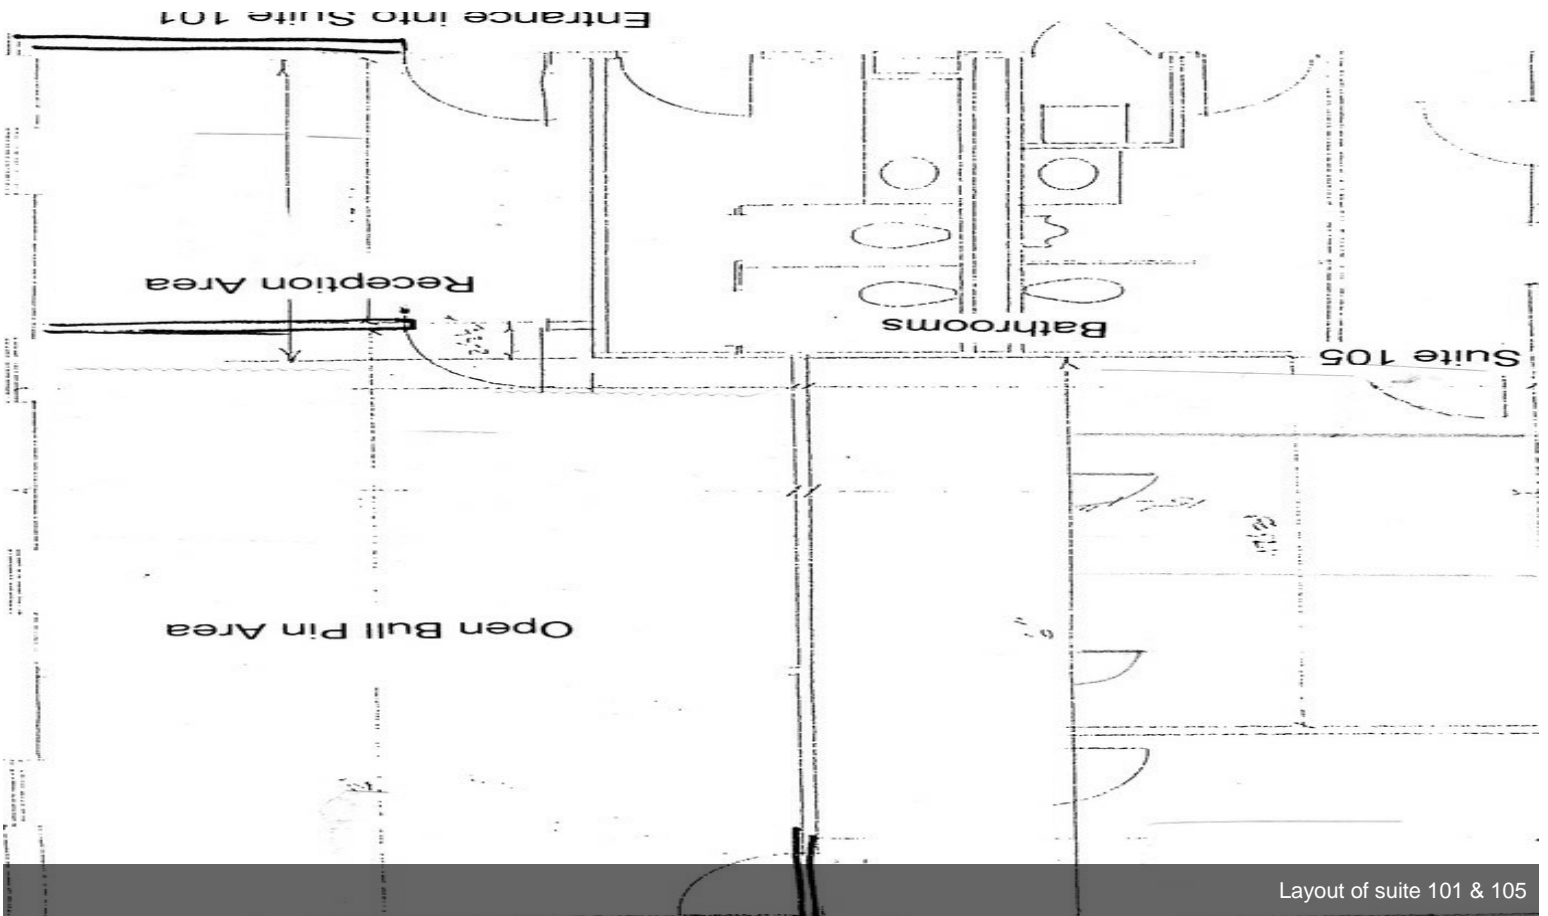 Entrance into Suite 101
Reception Area
Bathrooms
Suite 105
Open Bull Pin Area
Layout of suite 101 & 105